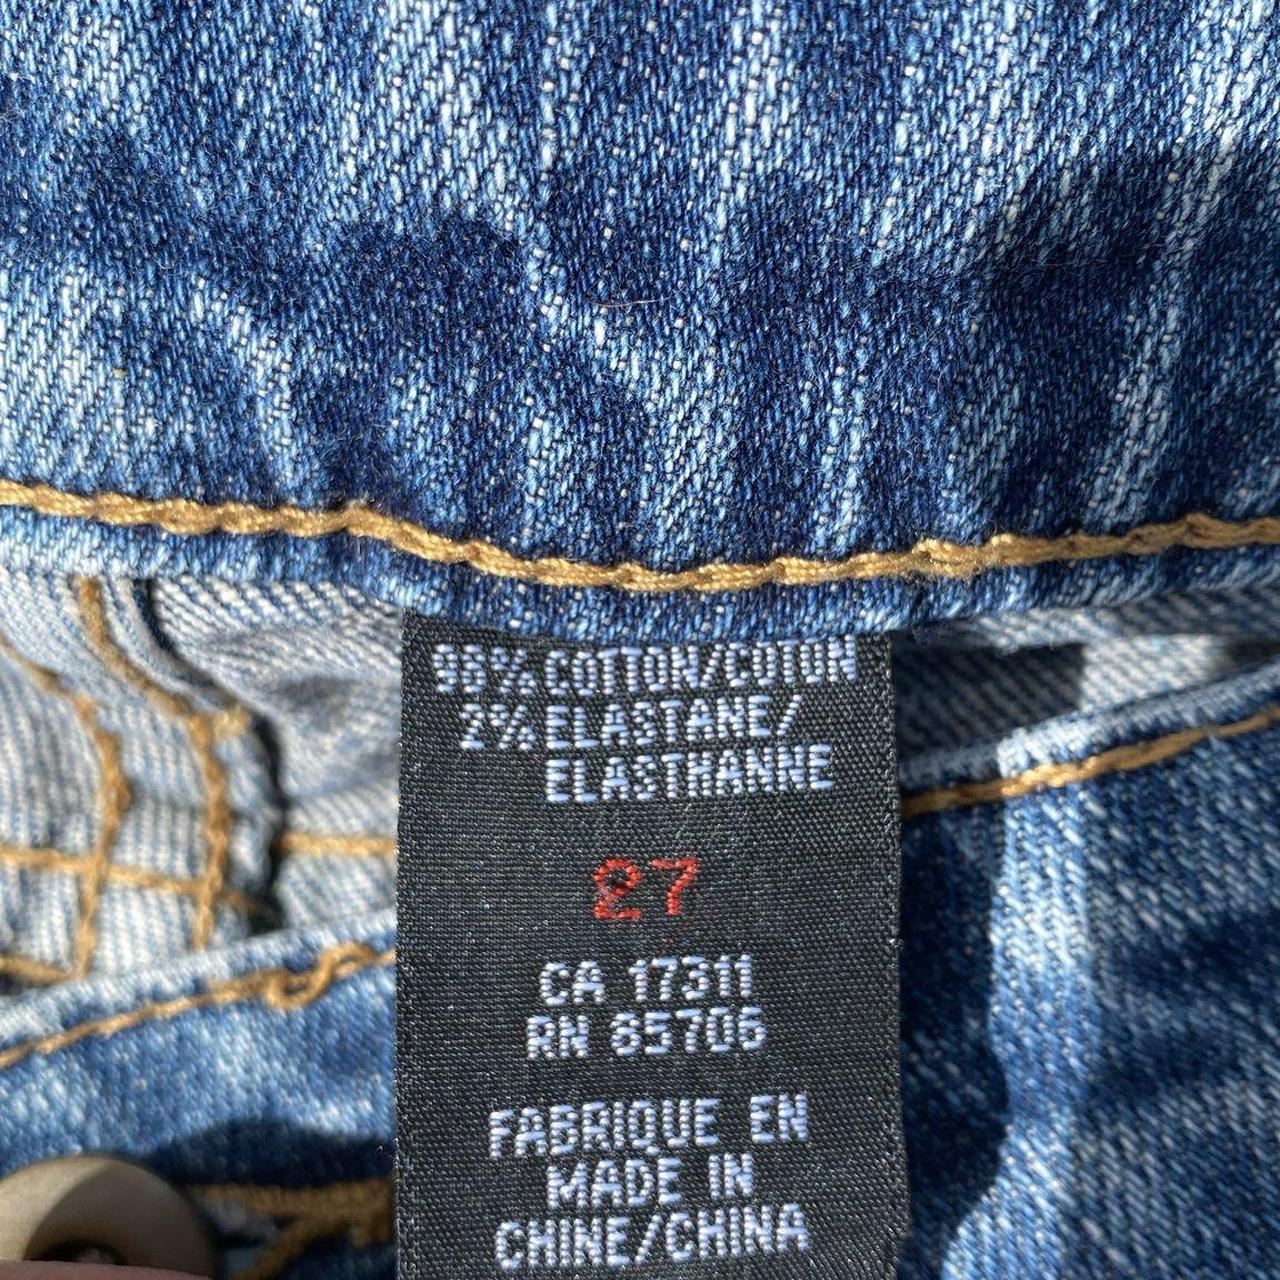 98% COTTON/COTON
2% ELASTANE/
ELASTHANNE
27
CA 17311
RN 65706
FABRIQUE EN
MADE IN
CHINE/CHINA